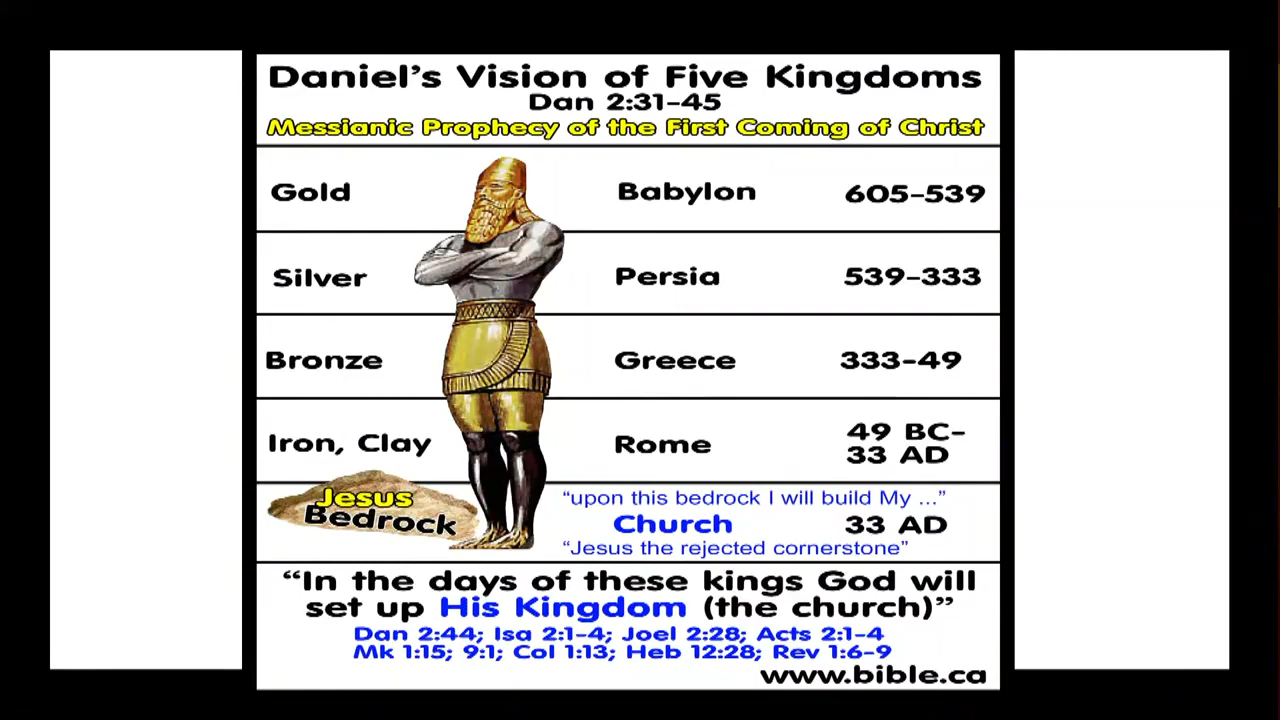 Daniel's Vision of Five Kingdoms
Dan 2:31-45
Messianic Prophecy of the First Coming of Christ
Gold Babylon 605-539
Silver Persia 539-333
Bronze Greece 333-49
Iron, Clay Rome 49 BC-
33 AD
Jesus
Bedrock
“upon this bedrock I will build My ...”
Church 33 AD
“Jesus the rejected cornerstone”
“In the days of these kings God will
set up His Kingdom (the church)”
Dan 2:44; Isa 2:1-4; Joel 2:28; Acts 2:1-4
Mk 1:15; 9:1; Col 1:13; Heb 12:28; Rev 1:6-9
www.bible.ca